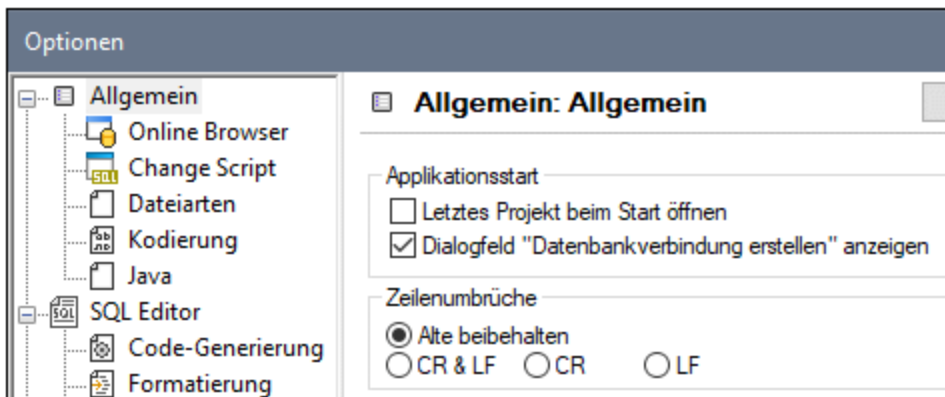 Optionen
Allgemein
Online Browser
Change Script
Dateiarten
Kodierung
Java
SQL Editor
Code-Generierung
Formatierung
Allgemein: Allgemein
Applikationsstart
Letztes Projekt beim Start öffnen
Dialogfeld "Datenbankverbindung erstellen" anzeigen
Zeilenumbrüche
Alte beibehalten
CR & LF CR LF